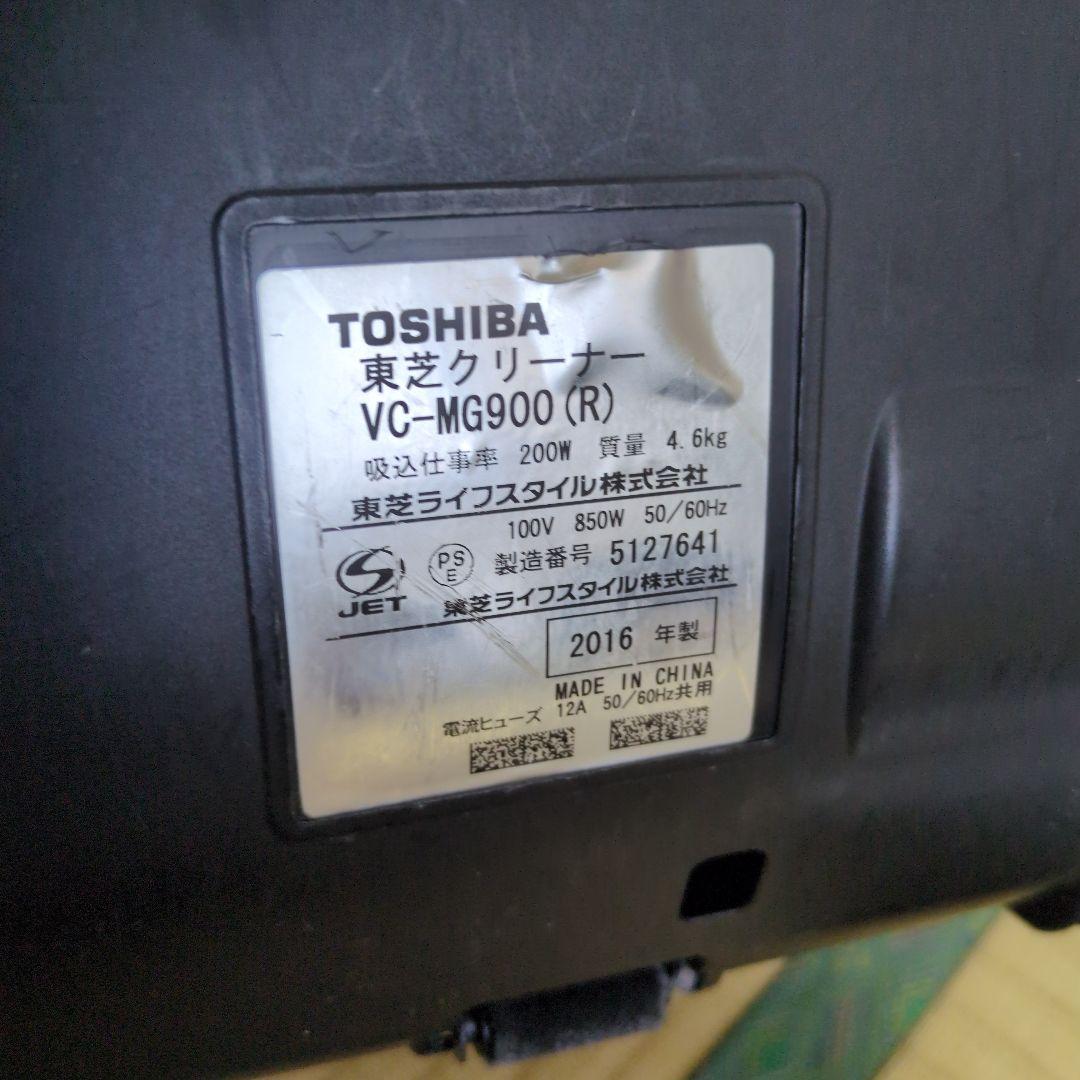 TOSHIBA
東芝クリーナー
VC-MG900(R)
吸込仕事率 200W 質量 4.6kg
東芝ライフスタイル株式会社
100V 850W 50/60Hz
PS
E
製造番号 5127641
JET
東芝ライフスタイル株式会社
2016 年製
MADE IN CHINA
電流ヒューズ 12A 50/60Hz共用